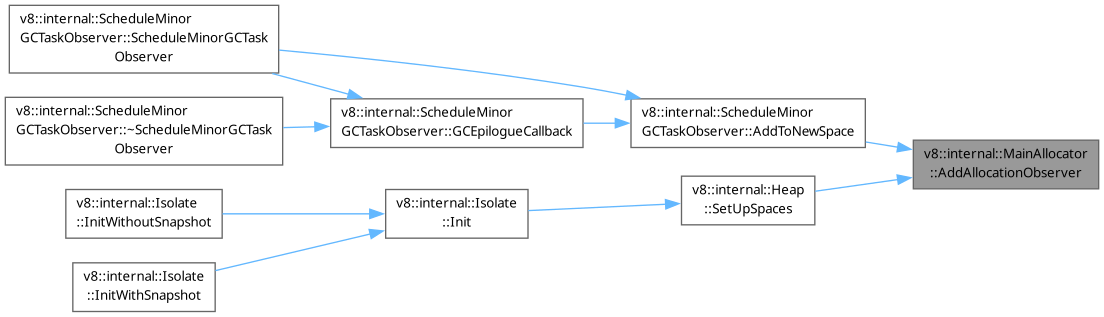 v8::internal::ScheduleMinor
GCTaskObserver::ScheduleMinorGCTask
Observer
v8::internal::ScheduleMinor
GCTaskObserver::~ScheduleMinorGCTask
Observer
v8::internal::ScheduleMinor
GCTaskObserver::GCEpilogueCallback
v8::internal::ScheduleMinor
GCTaskObserver::AddToNewSpace
v8::internal::MainAllocator
::AddAllocationObserver
v8::internal::Isolate
::InitWithoutSnapshot
v8::internal::Isolate
::Init
v8::internal::Heap
::SetUpSpaces
v8::internal::Isolate
::InitWithSnapshot